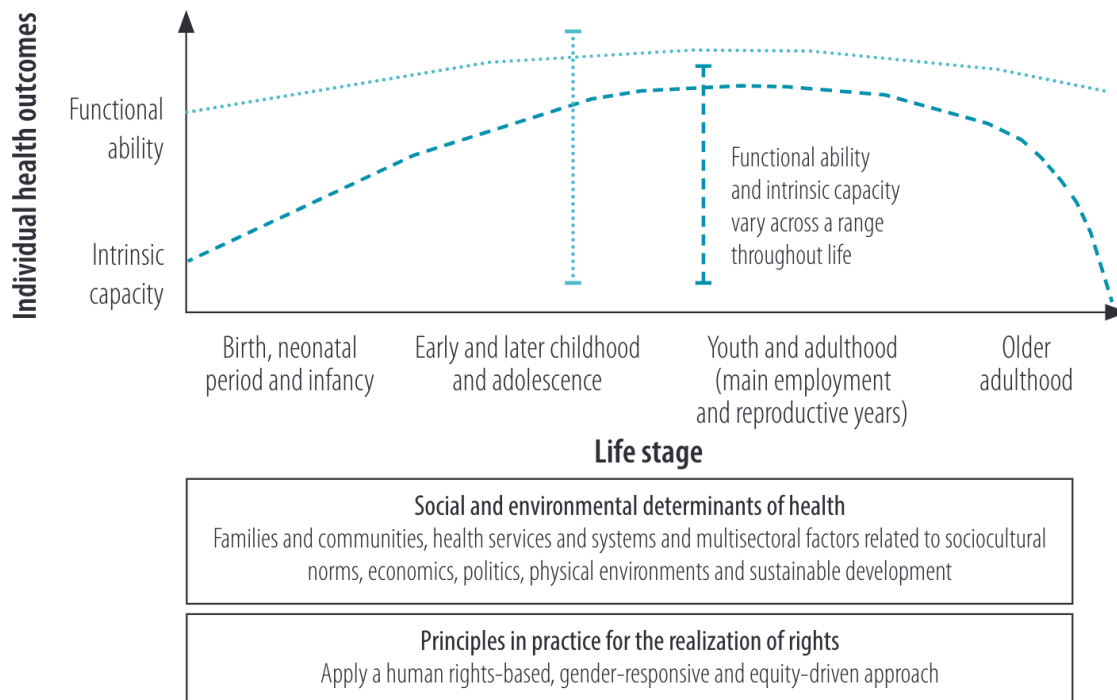 Individual health outcomes
Functional
ability
Intrinsic
capacity
Functional ability
and intrinsic capacity
vary across a range
throughout life
Birth, neonatal
period and infancy
Early and later childhood
and adolescence
Youth and adulthood
(main employment
and reproductive years)
Older
adulthood
Life stage
Social and environmental determinants of health
Families and communities, health services and systems and multisectoral factors related to sociocultural
norms, economics, politics, physical environments and sustainable development
Principles in practice for the realization of rights
Apply a human rights-based, gender-responsive and equity-driven approach